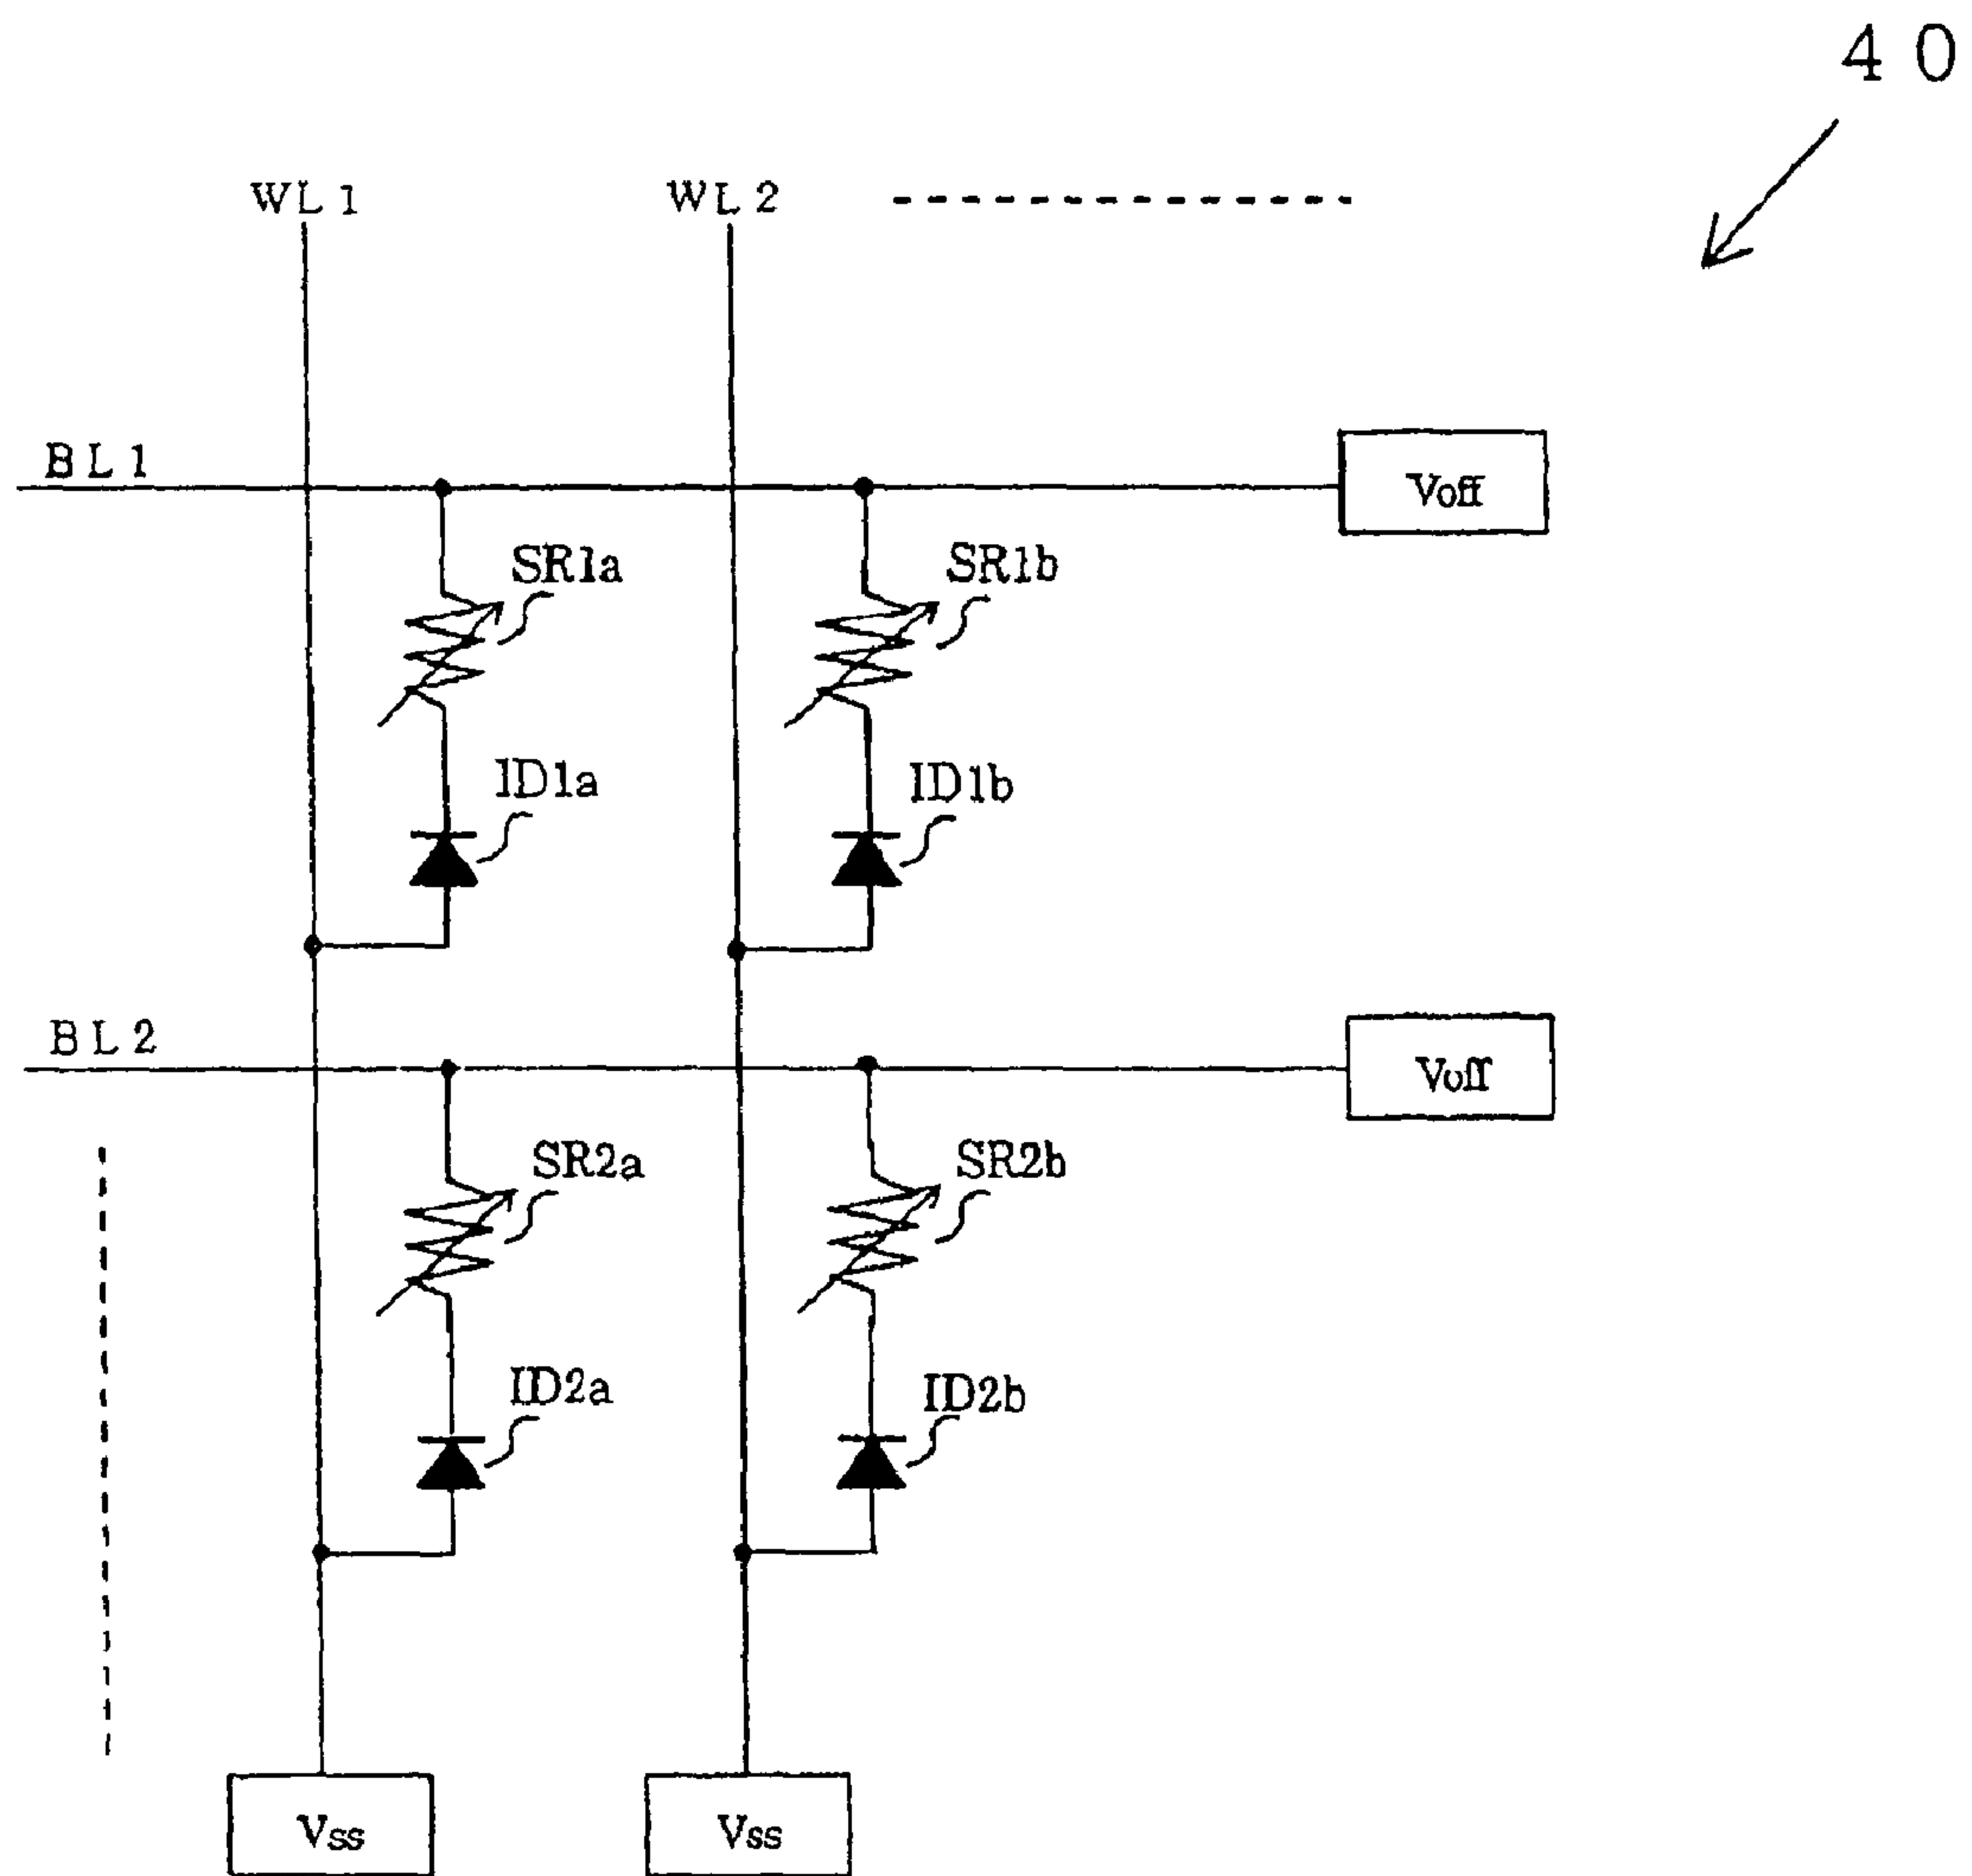 40
WL1 WL2
BL1 Voff
SR1a SR1b
ID1a ID1b
BL2 Voff
SR2a SR2b
ID2a ID2b
Vss Vss